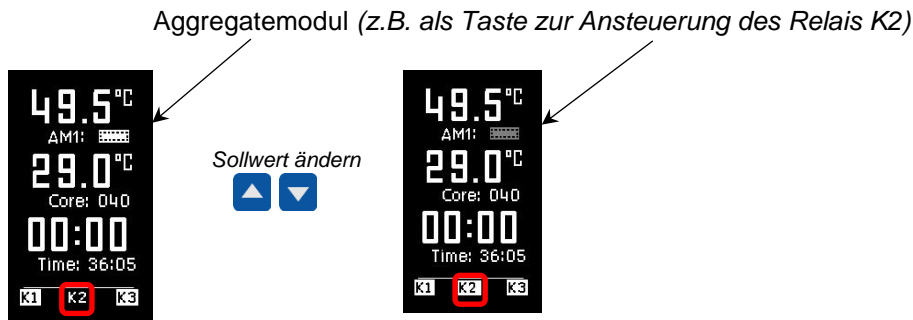 Aggregatemodul (z.B. als Taste zur Ansteuerung des Relais K2)
49.5°C
AM1:
29.0°C
Core: 040
00:00
Time: 36:05
K1 K2 K3
Sollwert ändern
49.5°C
AM1:
29.0°C
Core: 040
00:00
Time: 36:05
K1 K2 K3